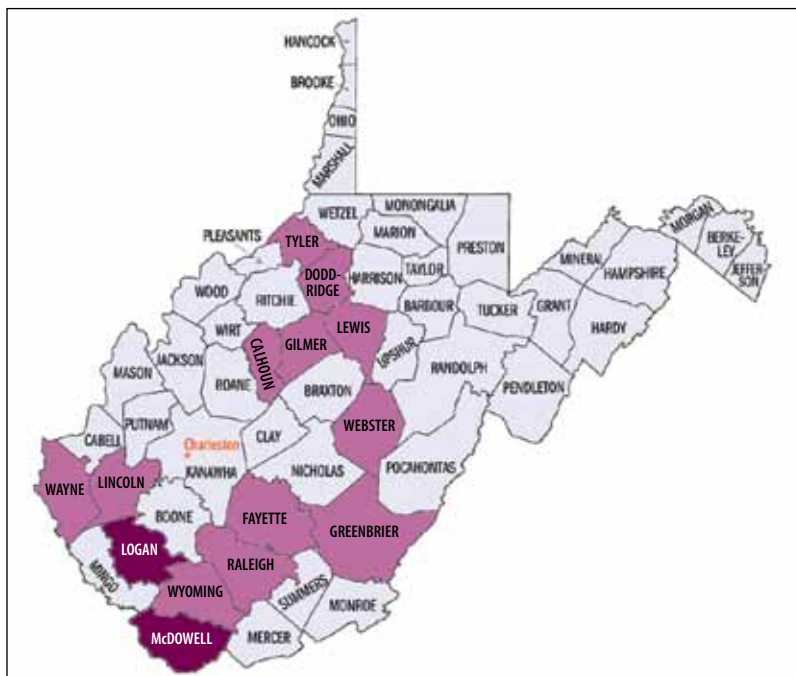 HANCOCK
BROOKE
OHIO
MARSHALL
WETZEL
MONONGALIA
MARION
PRESTON
MORGAN
BERKE-
LEY
JEFFER-
SON
PLEASANTS
TYLER
DODD-
RIDGE
HARRISON
TAYLOR
MINERAL
HAMPSHIRE
WOOD
RITCHIE
BARBOUR
TUCKER
GRANT
HARDY
WIRT
LEWIS
GILMER
CALHOUN
UPSHUR
RANDOLPH
PENDLETON
JACKSON
MASON
ROANE
BRAXTON
PUTNAM
CABELL
CLAY
WEBSTER
Charleston
KANAWHA
NICHOLAS
POCAHONTAS
WAYNE
LINCOLN
BOONE
FAYETTE
GREENBRIER
LOGAN
RALEIGH
MINGO
WYOMING
SUMMERS
MONROE
McDOWELL
MERCER